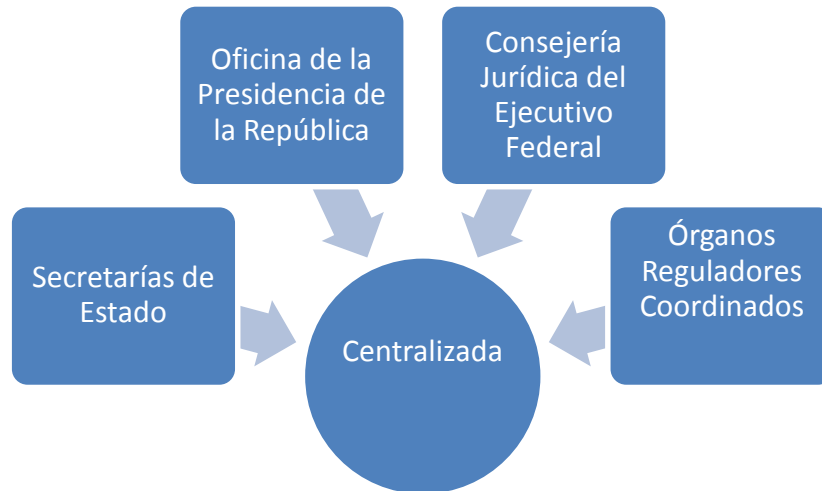 Oficina de la
Presidencia de
la República
Consejería
Jurídica del
Ejecutivo
Federal
Secretarías de
Estado
Órganos
Reguladores
Coordinados
Centralizada